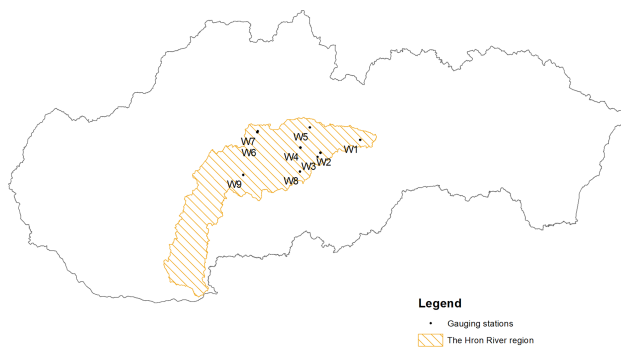 W5
W7
W1
W6
W4
W3
W2
W8
W9
Legend
Gauging stations
The Hron River region